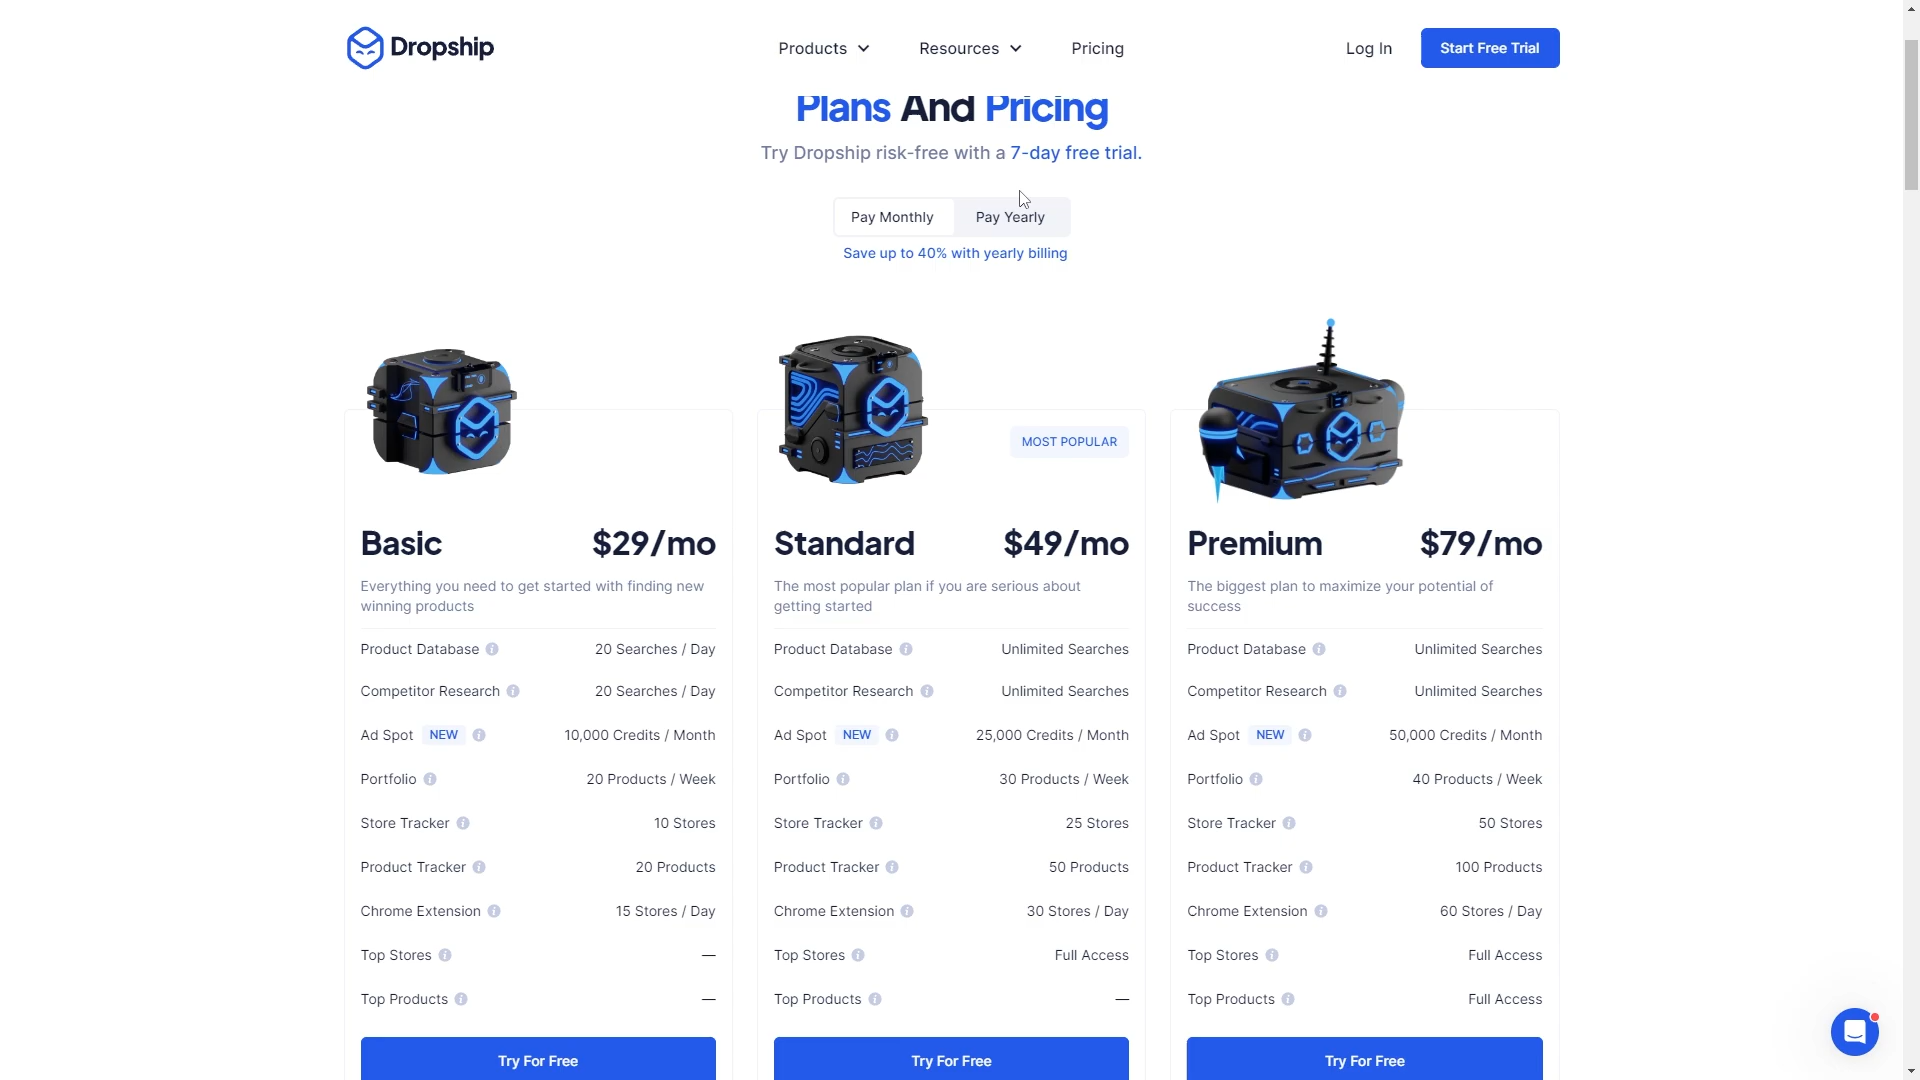 Dropship
Products
Resources
Pricing
Log In
Start Free Trial
Plans And Pricing
Try Dropship risk-free with a 7-day free trial.
Pay Monthly
Pay Yearly
Save up to 40% with yearly billing
MOST POPULAR
Basic $29/mo
Everything you need to get started with finding new
winning products
Product Database 20 Searches / Day
Competitor Research 20 Searches / Day
Ad Spot NEW 10,000 Credits / Month
Portfolio 20 Products / Week
Store Tracker 10 Stores
Product Tracker 20 Products
Chrome Extension 15 Stores / Day
Top Stores —
Top Products —
Try For Free
Standard $49/mo
The most popular plan if you are serious about
getting started
Product Database Unlimited Searches
Competitor Research Unlimited Searches
Ad Spot NEW 25,000 Credits / Month
Portfolio 30 Products / Week
Store Tracker 25 Stores
Product Tracker 50 Products
Chrome Extension 30 Stores / Day
Top Stores Full Access
Top Products —
Try For Free
Premium $79/mo
The biggest plan to maximize your potential of
success
Product Database Unlimited Searches
Competitor Research Unlimited Searches
Ad Spot NEW 50,000 Credits / Month
Portfolio 40 Products / Week
Store Tracker 50 Stores
Product Tracker 100 Products
Chrome Extension 60 Stores / Day
Top Stores Full Access
Top Products Full Access
Try For Free